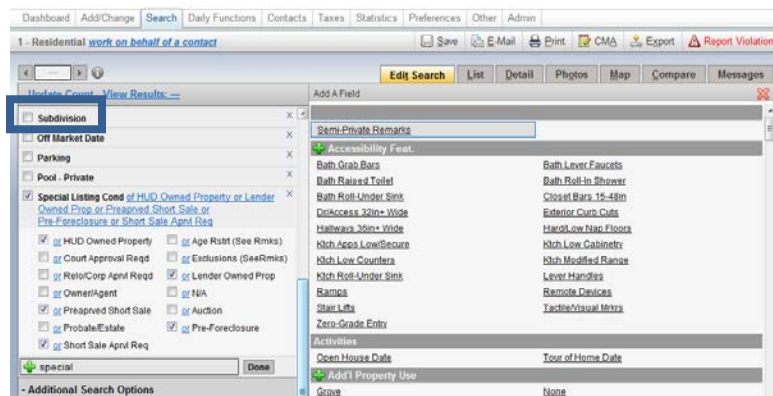 Dashboard Add/Change Search Daily Functions Contacts Taxes Statistics Preferences Other Admin
1 - Residential work on behalf of a contact Save E-Mail Print CMA Export Report Violation
Edit Search List Detail Photos Map Compare Messages
Update Count View Results: —
Subdivision X
Off Market Date X
Parking X
Pool - Private X
Special Listing Cond of HUD Owned Property or Lender X
Owned Prop or Preaprved Short Sale or
Pre-Foreclosure or Short Sale Aprvl Req
or HUD Owned Property or Age Rstrt (See Rmks)
or Court Approval Reqd or Exclusions (SeeRmks)
or Relo/Corp Aprvl Reqd or Lender Owned Prop
or Owner/Agent or N/A
or Preaprved Short Sale or Auction
or Probate/Estate or Pre-Foreclosure
or Short Sale Aprvl Req
special Done
- Additional Search Options
Add A Field
Semi-Private Remarks
Accessibility Feat.
Bath Grab Bars Bath Lever Faucets
Bath Raised Toilet Bath Roll-In Shower
Bath Roll-Under Sink Closet Bars 15-48in
Dr/Access 32in+ Wide Exterior Curb Cuts
Hallways 36in+ Wide Hard/Low Nap Floors
Ktch Apps Low/Secure Ktch Low Cabinetry
Ktch Low Counters Ktch Modified Range
Ktch Roll-Under Sink Lever Handles
Ramps Remote Devices
Stair Lifts Tactile/Visual Mrkrs
Zero-Grade Entry
Activities
Open House Date Tour of Home Date
Add'l Property Use
Grove None